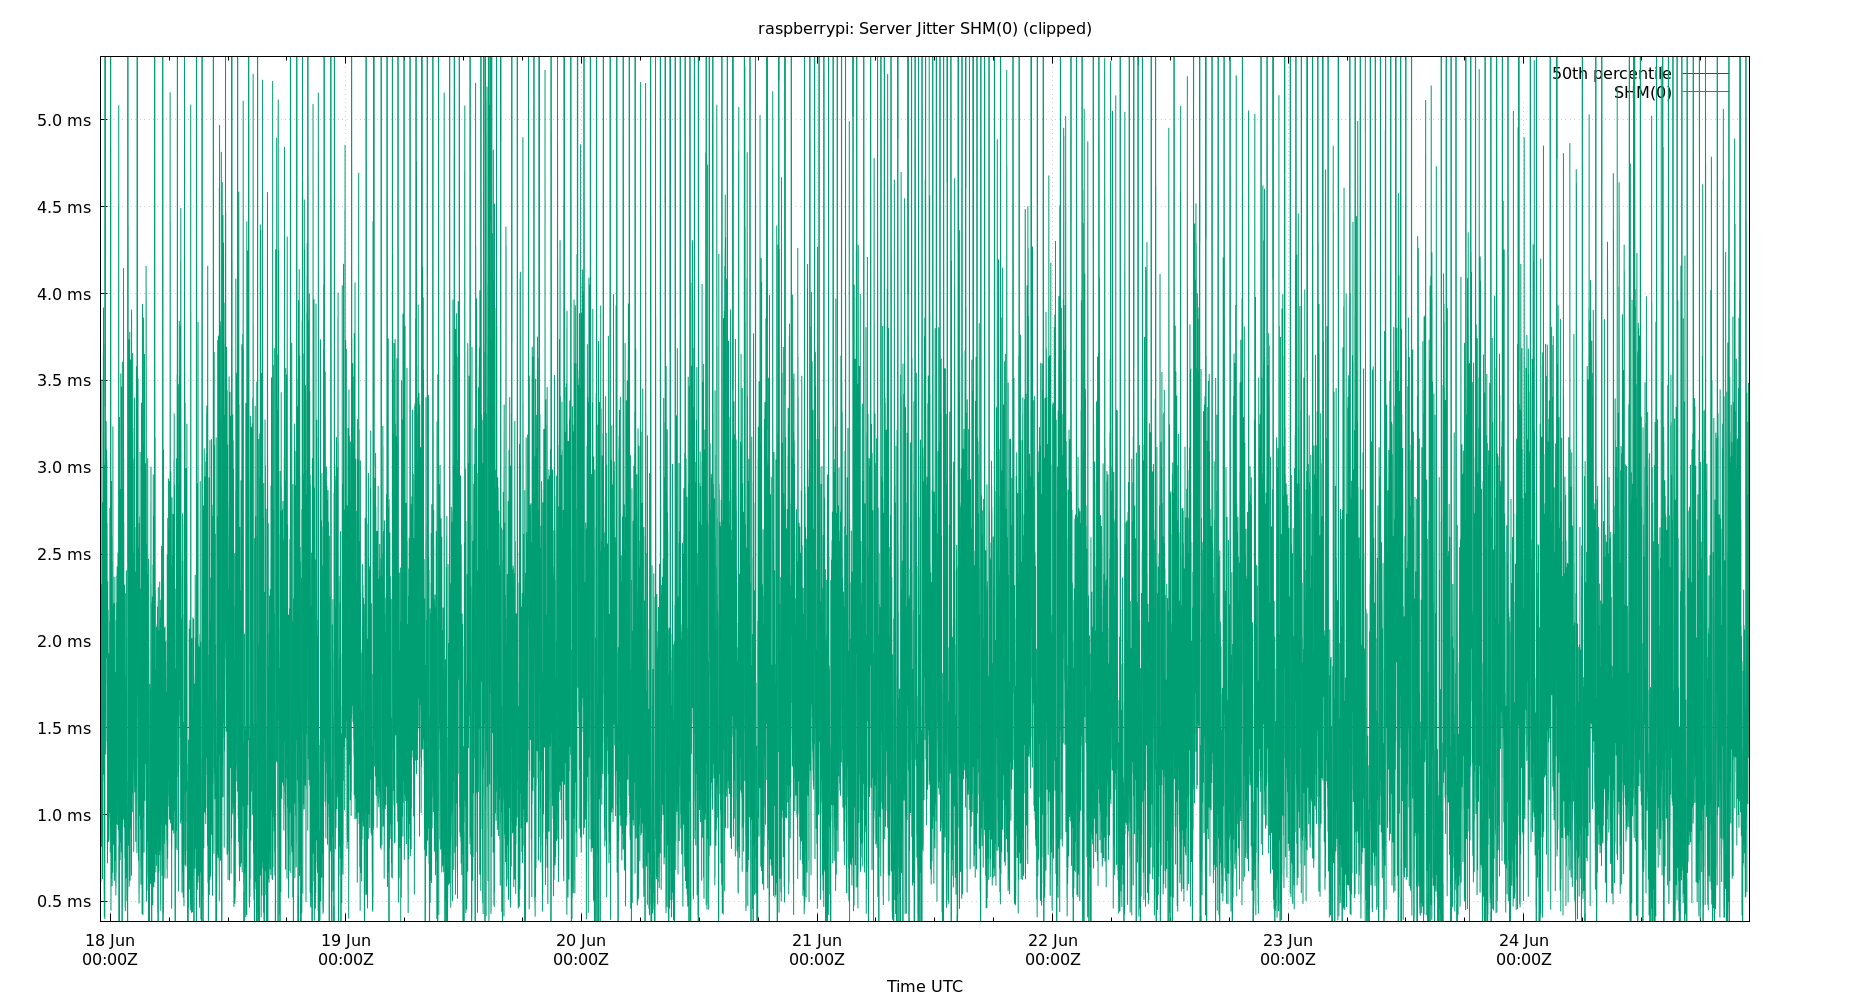 raspberrypi: Server Jitter SHM(0) (clipped)
50th percentile
SHM(0)
5.0 ms
4.5 ms
4.0 ms
3.5 ms
3.0 ms
2.5 ms
2.0 ms
1.5 ms
1.0 ms
0.5 ms
18 Jun 19 Jun 20 Jun 21 Jun 22 Jun 23 Jun 24 Jun
00:00Z 00:00Z 00:00Z 00:00Z 00:00Z 00:00Z 00:00Z
Time UTC